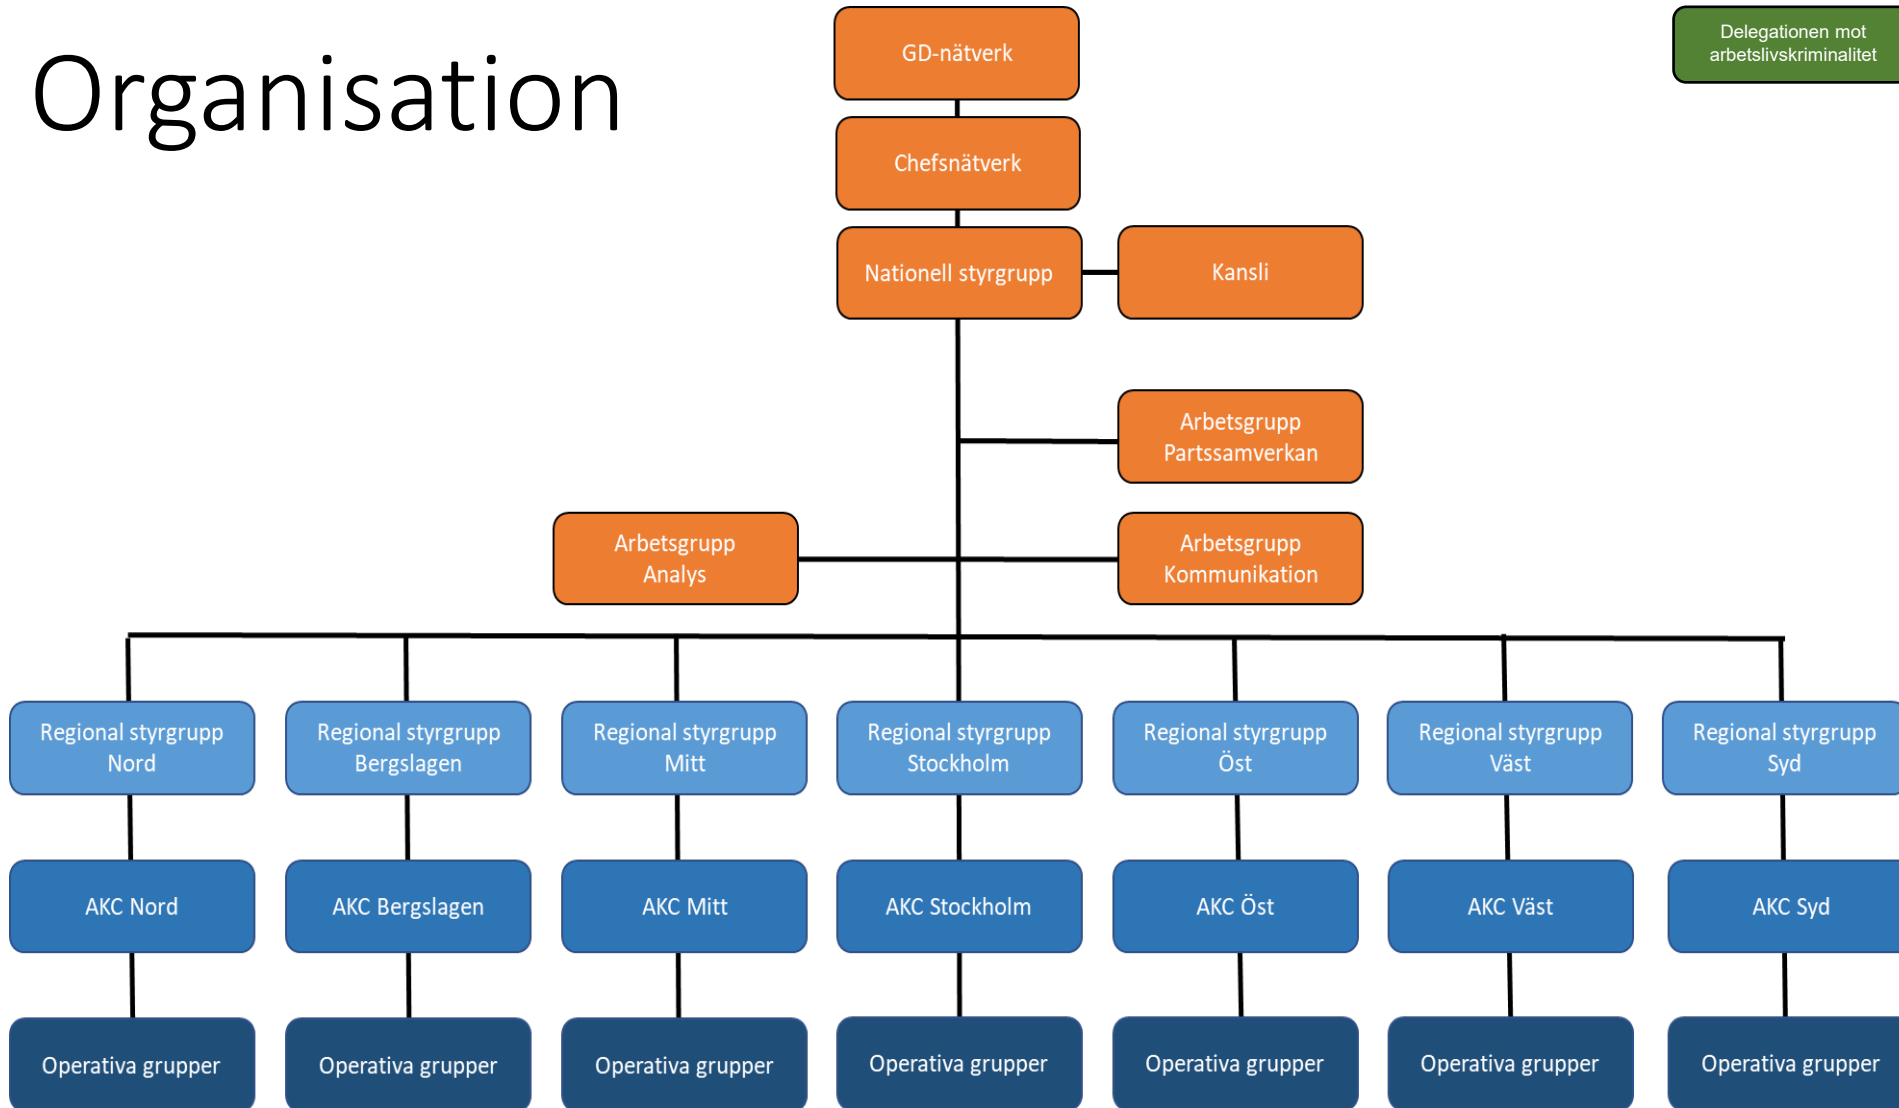 Organisation
GD-nätverk
Delegationen mot
arbetslivskriminalitet
Chefsnätverk
Nationell styrgrupp
Kansli
Arbetsgrupp
Partssamverkan
Arbetsgrupp
Analys
Arbetsgrupp
Kommunikation
Regional styrgrupp
Nord
Regional styrgrupp
Bergslagen
Regional styrgrupp
Mitt
Regional styrgrupp
Stockholm
Regional styrgrupp
Öst
Regional styrgrupp
Väst
Regional styrgrupp
Syd
AKC Nord
AKC Bergslagen
AKC Mitt
AKC Stockholm
AKC Öst
AKC Väst
AKC Syd
Operativa grupper
Operativa grupper
Operativa grupper
Operativa grupper
Operativa grupper
Operativa grupper
Operativa grupper